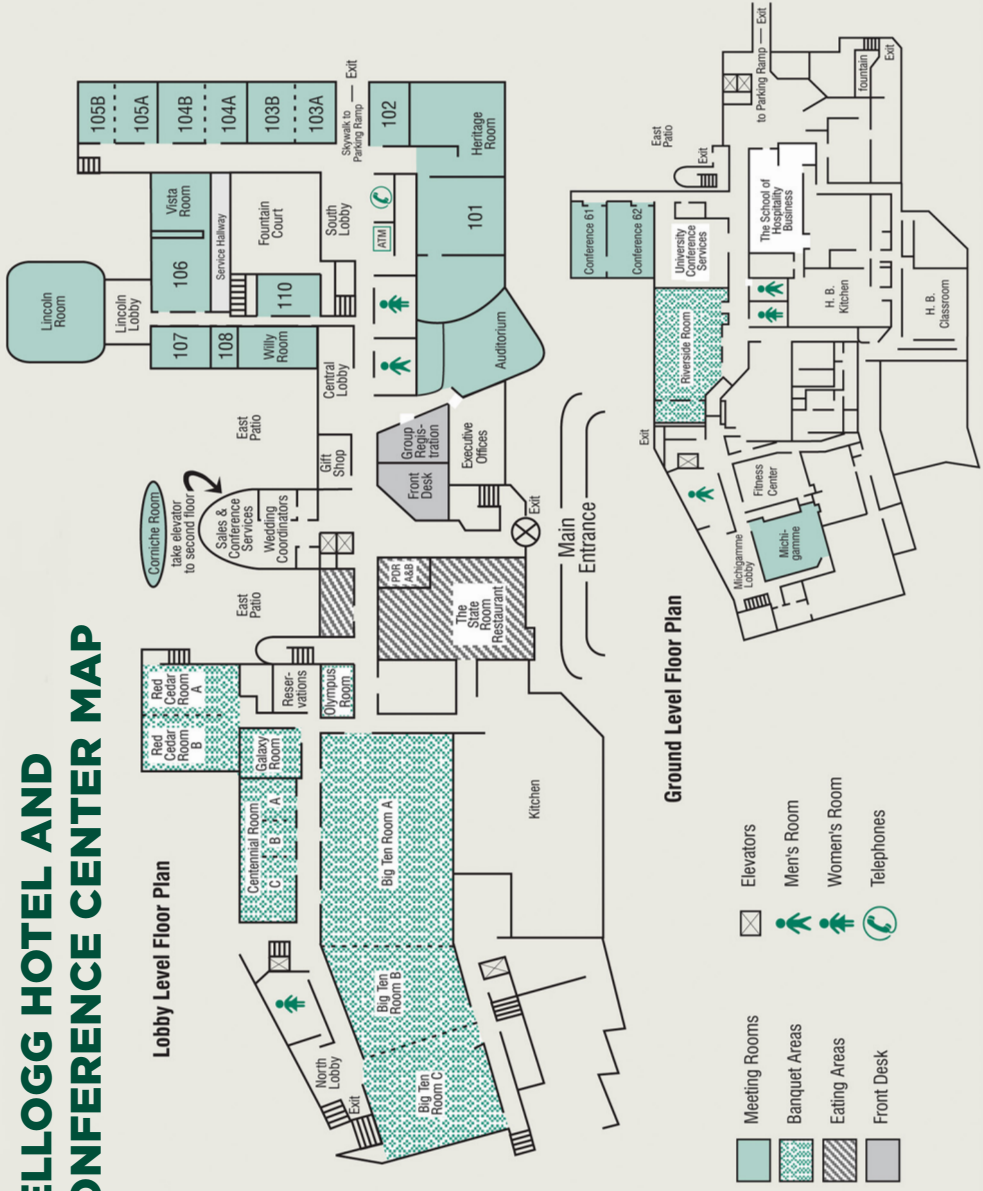 ELLOGG HOTEL AND
ONFERENCE CENTER MAP
Lobby Level Floor Plan
North
Lobby
Exit
Big Ten
Room C
Big Ten
Room B
Big Ten Room A
Centennial Room
C B A
Galaxy
Room
Red
Cedar
Room
B
Red
Cedar
Room
A
Reser-
vations
Olympus
Room
Kitchen
East
Patio
Corniche Room
take elevator
to second floor
Sales &
Conference
Services
Wedding
Coordinators
PDR
A&B
The
State
Room
Restaurant
Exit
Main
Entrance
Gift
Shop
East
Patio
Front
Desk
Group
Regis-
tration
Executive
Offices
Central
Lobby
Auditorium
Lincoln
Room
Lincoln
Lobby
107
108
Willy
Room
106
110
Vista
Room
Service Hallway
Fountain
Court
South
Lobby
ATM
101
Heritage
Room
102
Skywalk to
Parking Ramp
Exit
105B
105A
104B
104A
103B
103A
Ground Level Floor Plan
Michigamme
Lobby
Michi-
gamme
Fitness
Center
Exit
Riverside Room
Conference 61
Conference 62
University
Conference
Services
East
Patio
Exit
The School of
Hospitality
Business
H. B.
Kitchen
H. B.
Classroom
to Parking Ramp
Exit
fountain
Exit
Meeting Rooms
Banquet Areas
Eating Areas
Front Desk
Elevators
Men's Room
Women's Room
Telephones